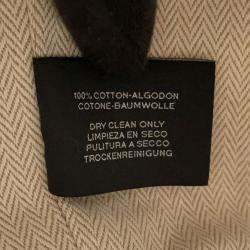 100% COTTON-ALGODON
COTONE-BAUMWOLLE
DRY CLEAN ONLY
LIMPIEZA EN SECO
PULITURA A SECCO
TROCKENREINIGUNG